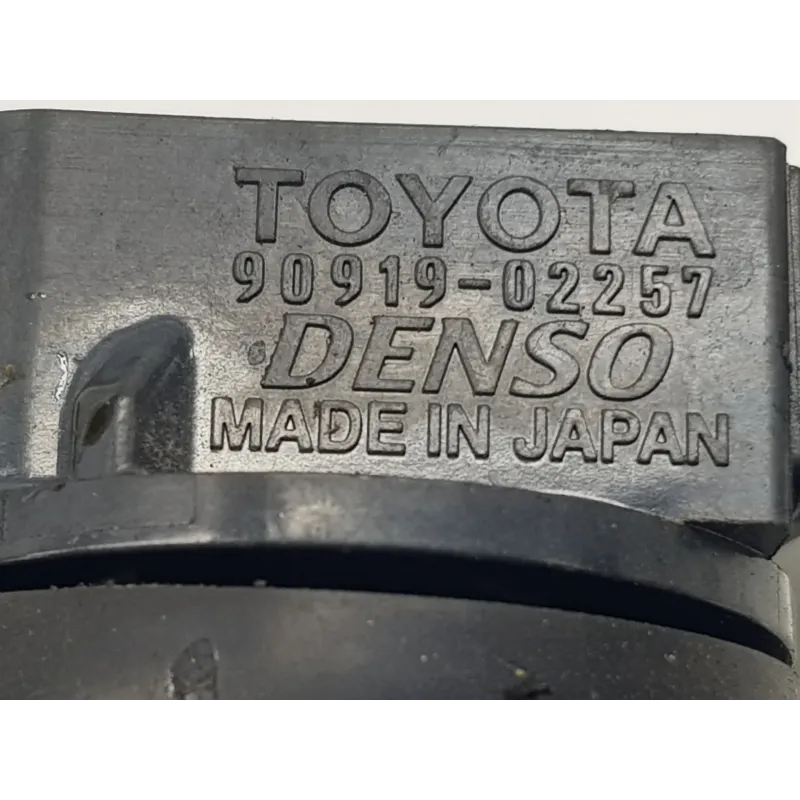 TOYOTA
90919-02257
DENSO
MADE IN JAPAN